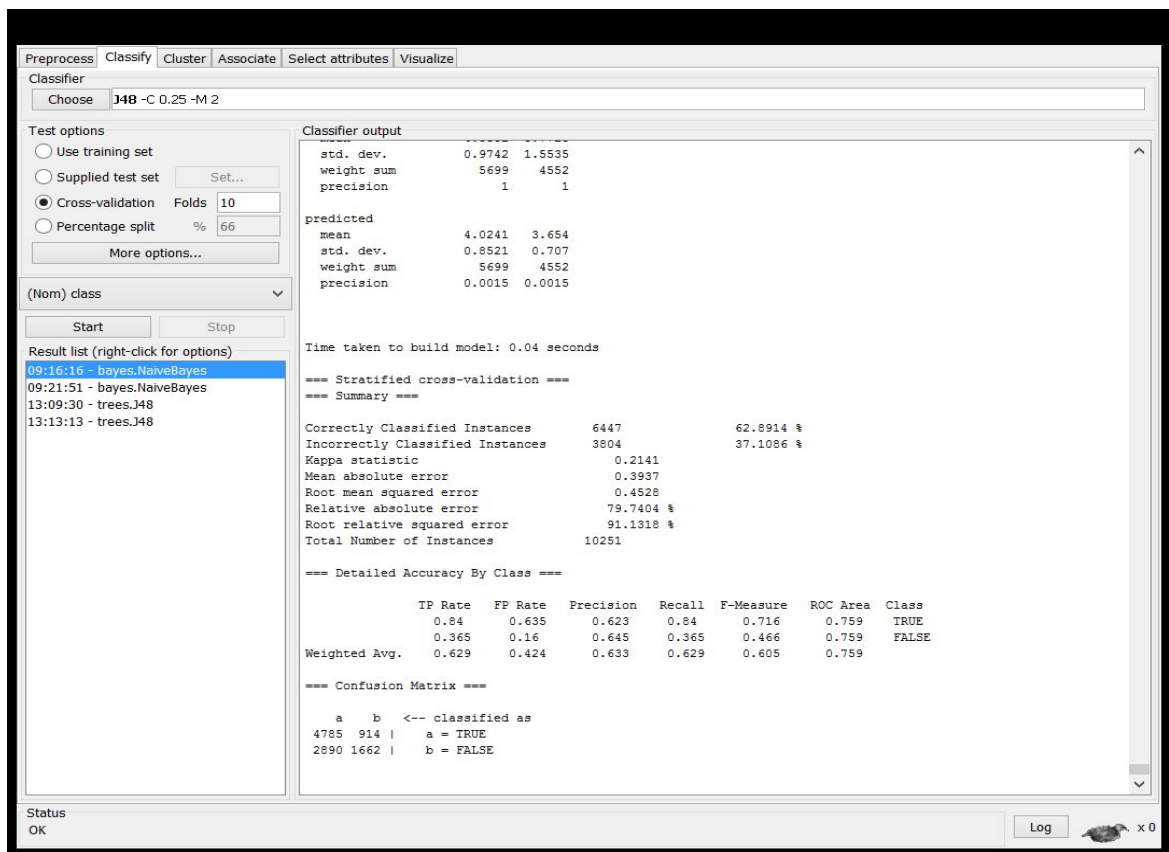 Preprocess Classify Cluster Associate Select attributes Visualize
Classifier
Choose J48 -C 0.25 -M 2
Test options
Use training set
Supplied test set Set...
Cross-validation Folds 10
Percentage split % 66
More options...
(Nom) class
Start Stop
Result list (right-click for options)
09:16:16 - bayes.NaiveBayes
09:21:51 - bayes.NaiveBayes
13:09:30 - trees.J48
13:13:13 - trees.J48
Classifier output
std. dev. 0.9742 1.5535
weight sum 5699 4552
precision 1 1
predicted
mean 4.0241 3.654
std. dev. 0.8521 0.707
weight sum 5699 4552
precision 0.0015 0.0015
Time taken to build model: 0.04 seconds
=== Stratified cross-validation ===
=== Summary ===
Correctly Classified Instances 6447 62.8914 %
Incorrectly Classified Instances 3804 37.1086 %
Kappa statistic 0.2141
Mean absolute error 0.3937
Root mean squared error 0.4528
Relative absolute error 79.7404 %
Root relative squared error 91.1318 %
Total Number of Instances 10251
=== Detailed Accuracy By Class ===
TP Rate FP Rate Precision Recall F-Measure ROC Area Class
0.84 0.635 0.623 0.84 0.716 0.759 TRUE
0.365 0.16 0.645 0.365 0.466 0.759 FALSE
Weighted Avg. 0.629 0.424 0.633 0.629 0.605 0.759
=== Confusion Matrix ===
a b <-- classified as
4785 914 | a = TRUE
2890 1662 | b = FALSE
Status
OK
Log x 0